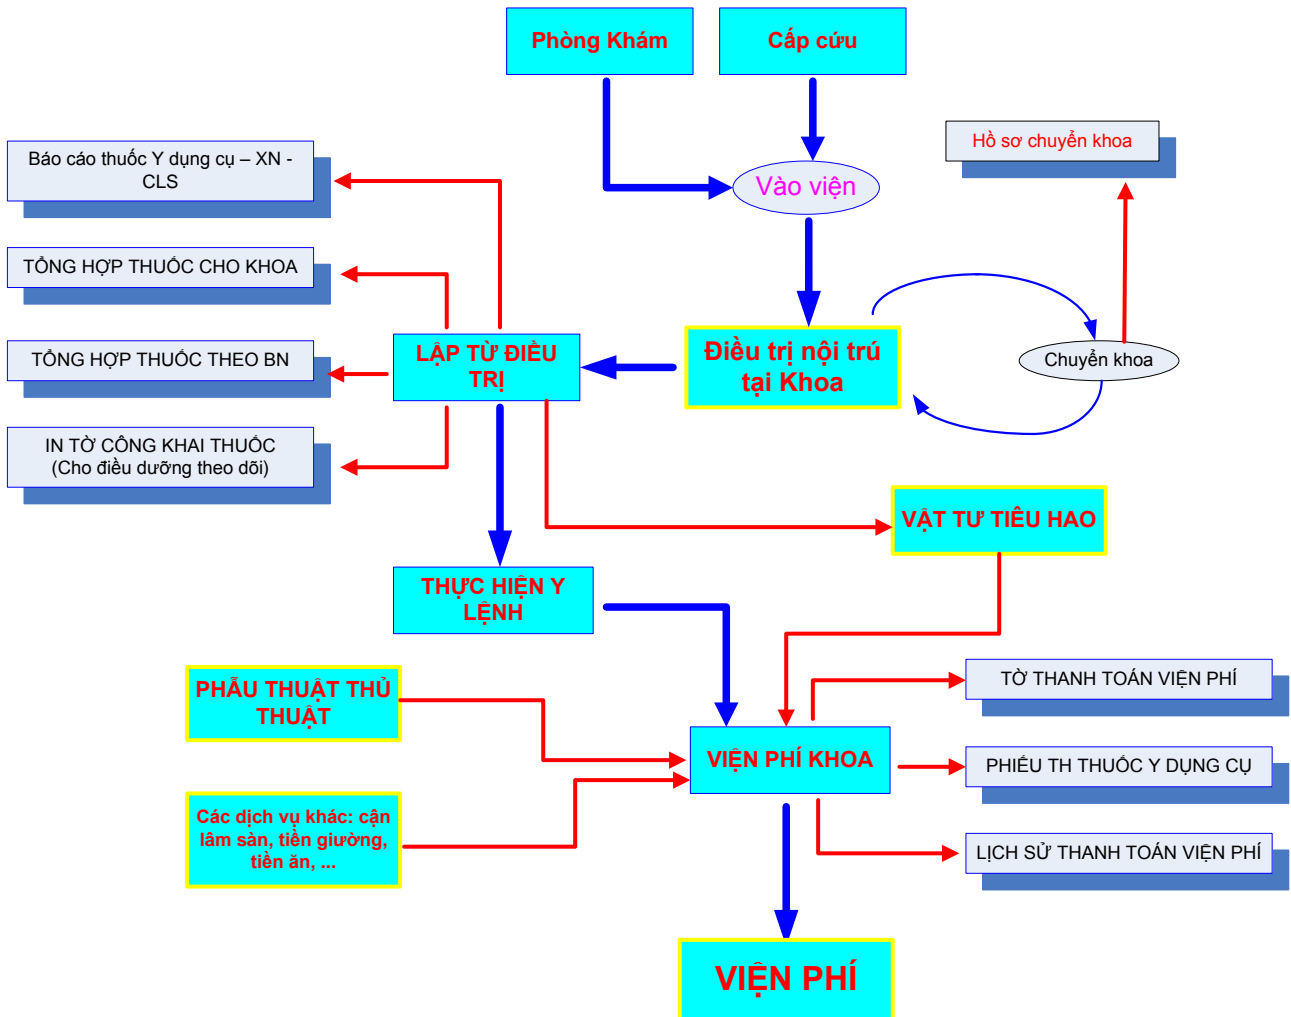 Phòng Khám
Cấp cứu
Hồ sơ chuyển khoa
Báo cáo thuốc Y dụng cụ – XN -
CLS
Vào viện
TỔNG HỢP THUỐC CHO KHOA
TỔNG HỢP THUỐC THEO BN
LẬP TỪ ĐIỀU
TRỊ
Điều trị nội trú
tại Khoa
Chuyển khoa
IN TỜ CÔNG KHAI THUỐC
(Cho điều dưỡng theo dõi)
VẬT TƯ TIÊU HAO
THỰC HIỆN Y
LỆNH
PHẪU THUẬT THỦ
THUẬT
TỜ THANH TOÁN VIỆN PHÍ
VIỆN PHÍ KHOA
PHIẾU TH THUỐC Y DỤNG CỤ
Các dịch vụ khác: cận
lâm sàn, tiền giường,
tiền ăn, ...
LỊCH SỬ THANH TOÁN VIỆN PHÍ
VIỆN PHÍ